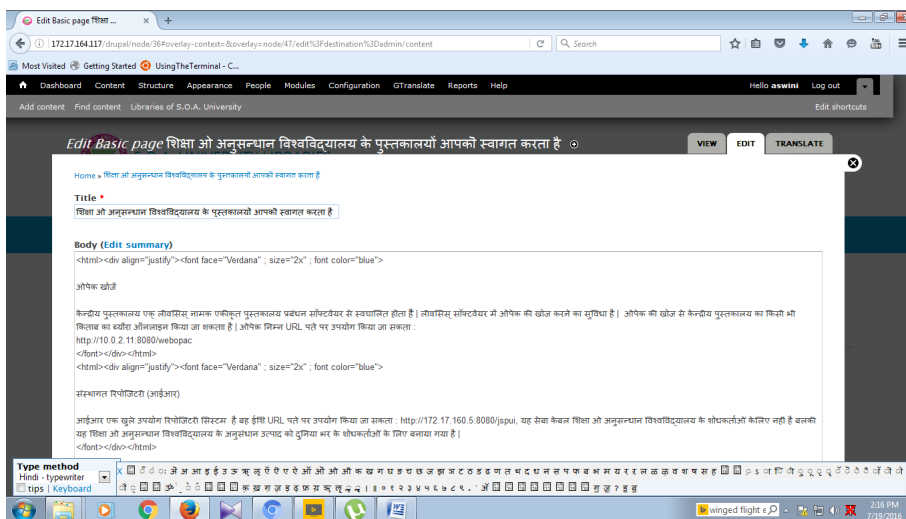 Edit Basic page शिक्षा ...
172.17.164.117/drupal/node/36#overlay-context=&overlay=node/47/edit%3Fdestination%3Dadmin/content
Search
Most Visited Getting Started UsingTheTerminal - C...
Dashboard Content Structure Appearance People Modules Configuration GTranslate Reports Help Hello aswini Log out
Add content Find content Libraries of S.O.A. University Edit shortcuts
Edit Basic page शिक्षा ओ अनुसन्धान विश्वविद्यालय के पुस्तकालयों आपको स्वागत करता है
VIEW EDIT TRANSLATE
Home » शिक्षा ओ अनुसन्धान विश्वविद्यालय के पुस्तकालयों आपको स्वागत करता है
Title *
शिक्षा ओ अनुसन्धान विश्वविद्यालय के पुस्तकालयों आपको स्वागत करता है
Body (Edit summary)
<html><div align="justify"><font face="Verdana" ; size="2x" ; font color="blue">
ओपेक खोजें
केन्द्रीय पुस्तकालय एक् लीवसिस् नामक एकीकृत पुस्तकालय प्रबंधन सॉफ्टवेयर से स्वचालित होता है | लीवसिस् सॉफ्टवेयर में ओपेक की खोज करने का सुविधा है | ओपेक की खोज से केन्द्रीय पुस्तकालय का किसी भी
किताब का ब्यौरा ऑनलाइन किया जा शकता है | ओपेक निम्न URL पते पर उपयोग किया जा सकता :
http://10.0.2.11:8080/webopac
</font></div></html>
<html><div align="justify"><font face="Verdana" ; size="2x" ; font color="blue">
संस्थागत रिपोजिटरी (आईआर)
आईआर एक खुले उपयोग रिपोजिटरी सिस्टम है बह ईशि URL पते पर उपयोग किया जा सकता : http://172.17.160.5:8080/jspui, यह सेबा केबल शिक्षा ओ अनुसन्धान विश्वविद्यालय के शोधकर्ताओं केलिए नही है बलकी
यह शिक्षा ओ अनुसन्धान विश्वविद्यालय के अनुसंधान उत्पाद को दुनिया भर के शोधकर्ताओं के लिए बनाया गया है |
</font></div></html>
Type method
Hindi - typewriter
tips | Keyboard
winged flight e
2:16 PM
7/19/2016